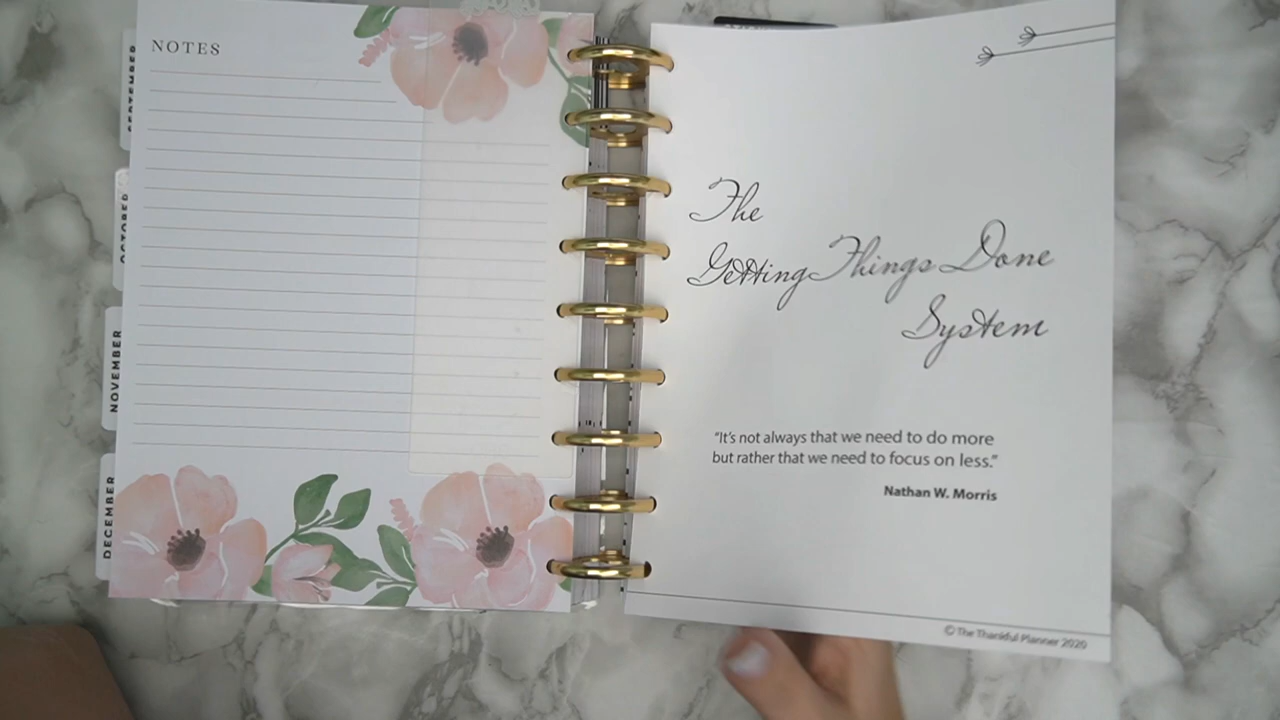 NOTES
SEPTEMBER
OCTOBER
NOVEMBER
DECEMBER
The
Getting Things Done
System
“It’s not always that we need to do more
but rather that we need to focus on less.”
Nathan W. Morris
© The Thankful Planner 2020